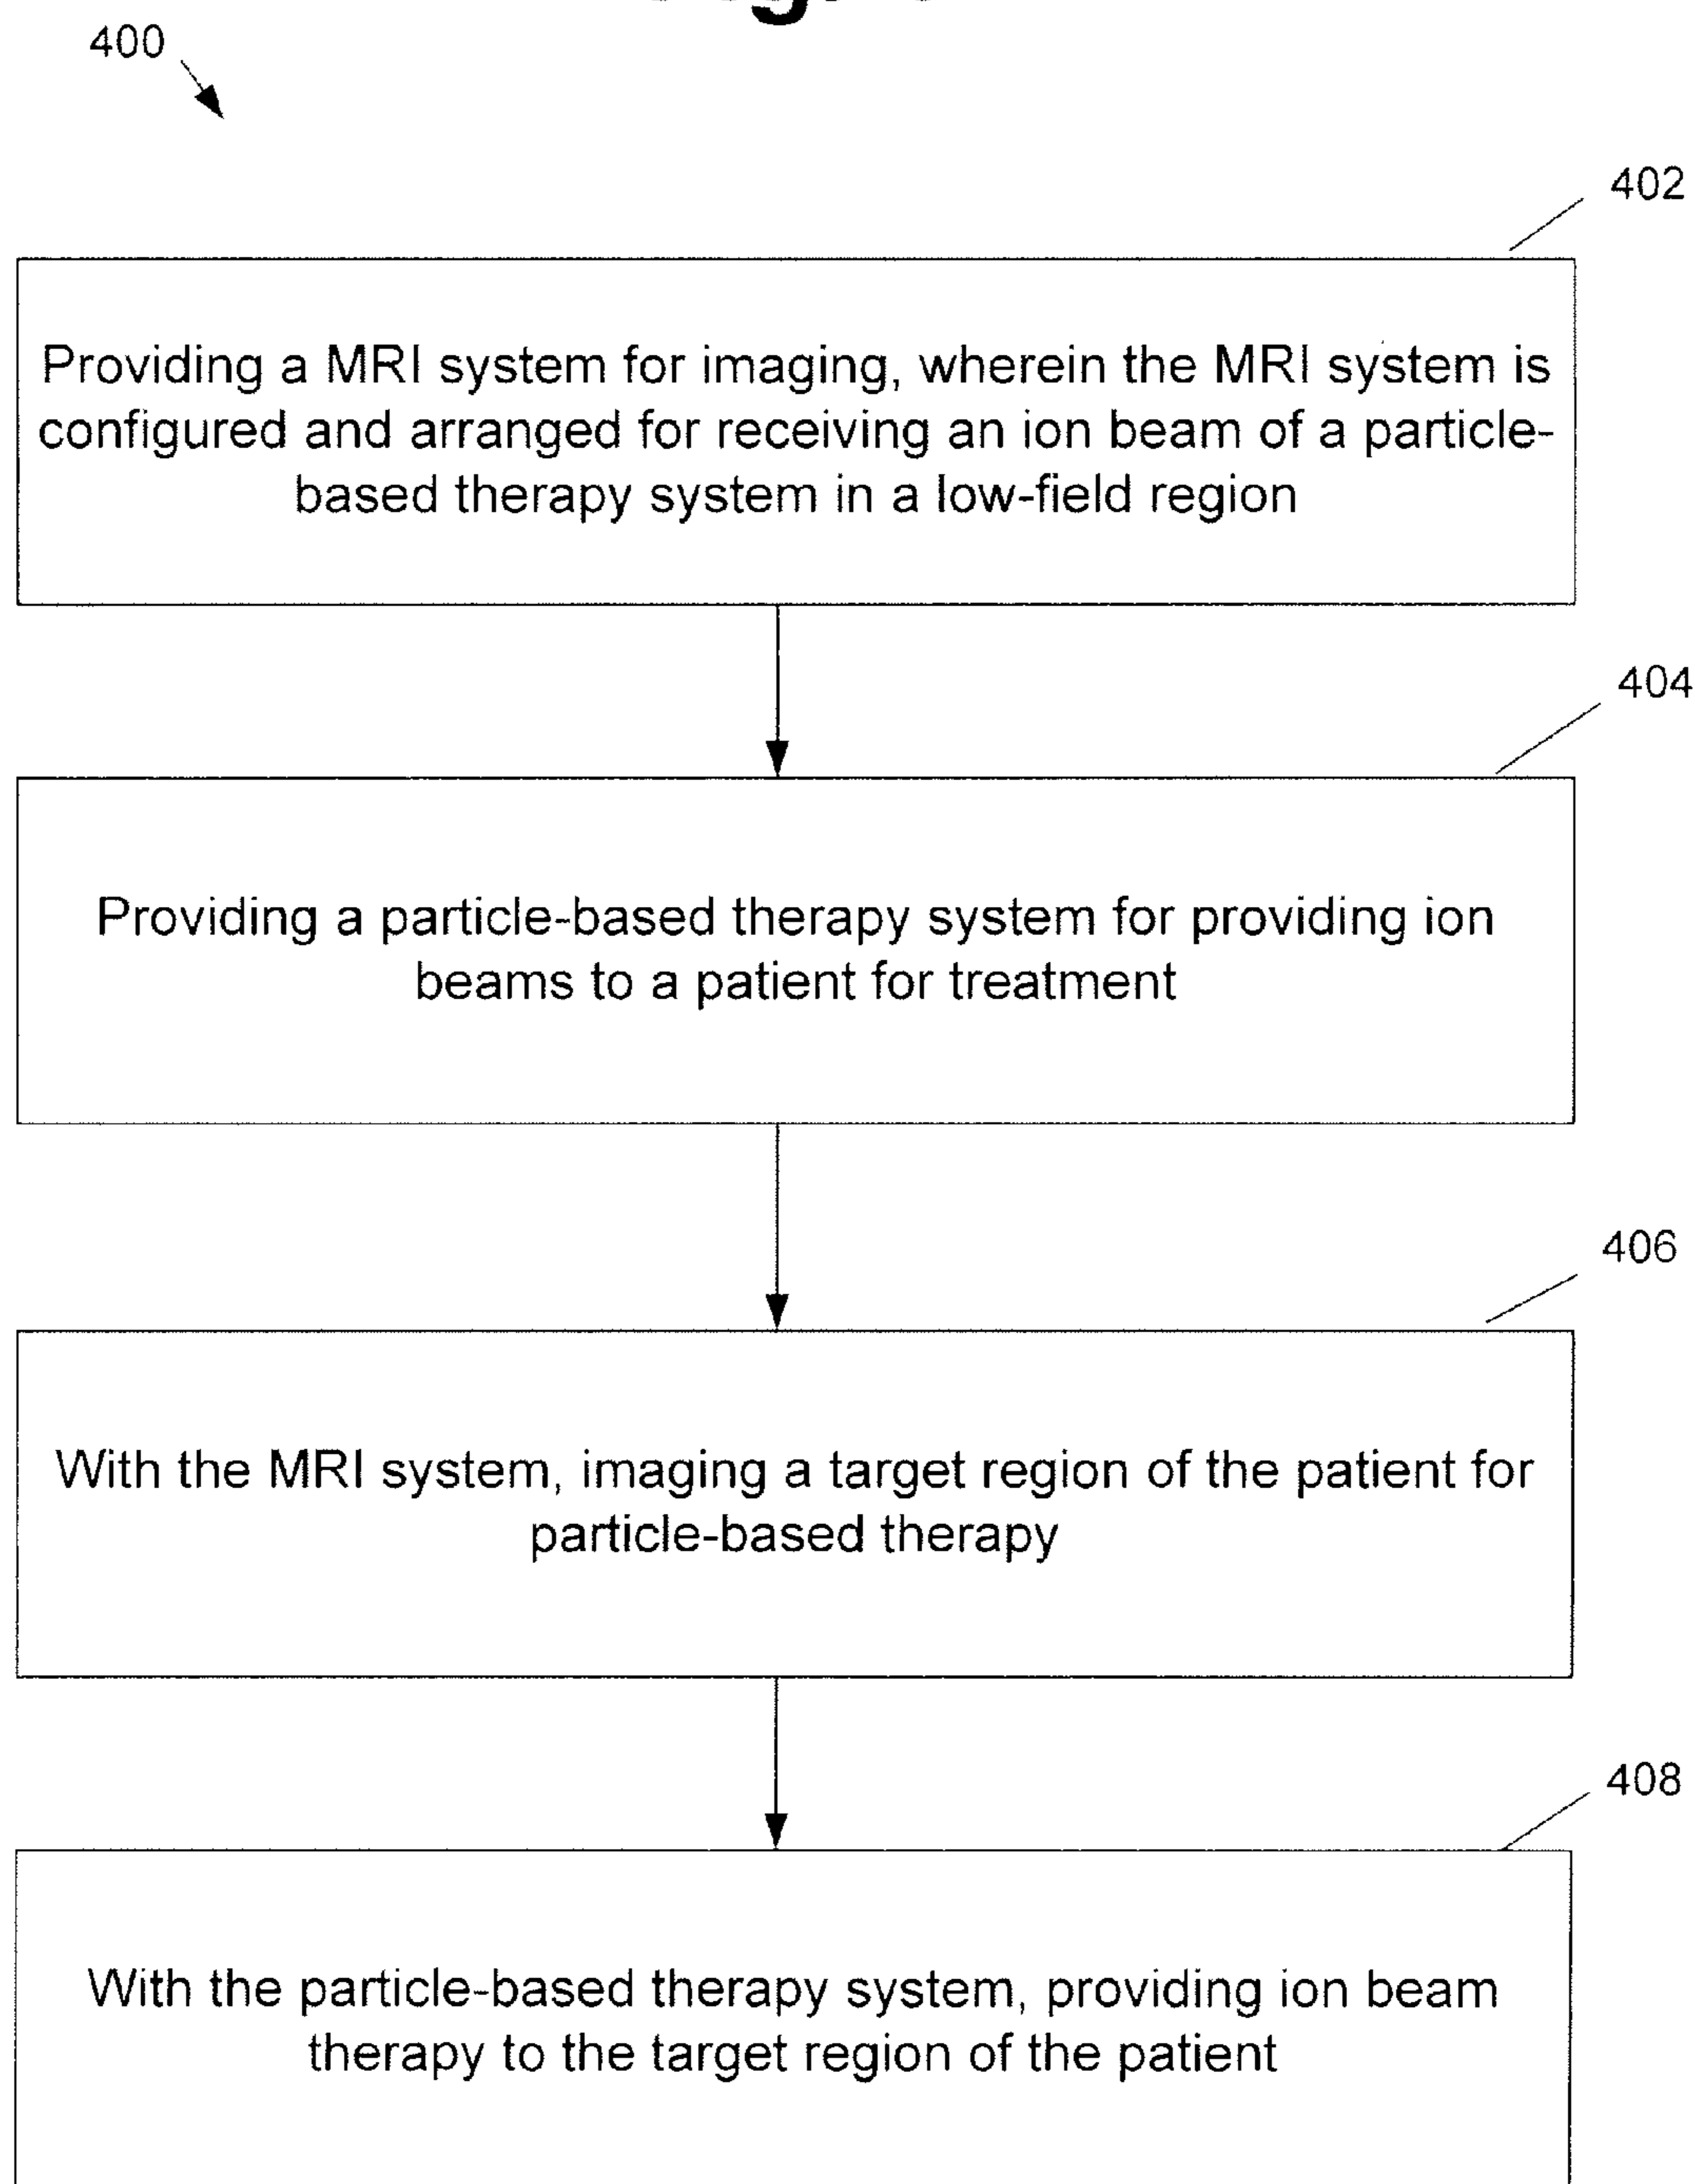 400
402
Providing a MRI system for imaging, wherein the MRI system is
configured and arranged for receiving an ion beam of a particle-
based therapy system in a low-field region
404
Providing a particle-based therapy system for providing ion
beams to a patient for treatment
406
With the MRI system, imaging a target region of the patient for
particle-based therapy
408
With the particle-based therapy system, providing ion beam
therapy to the target region of the patient